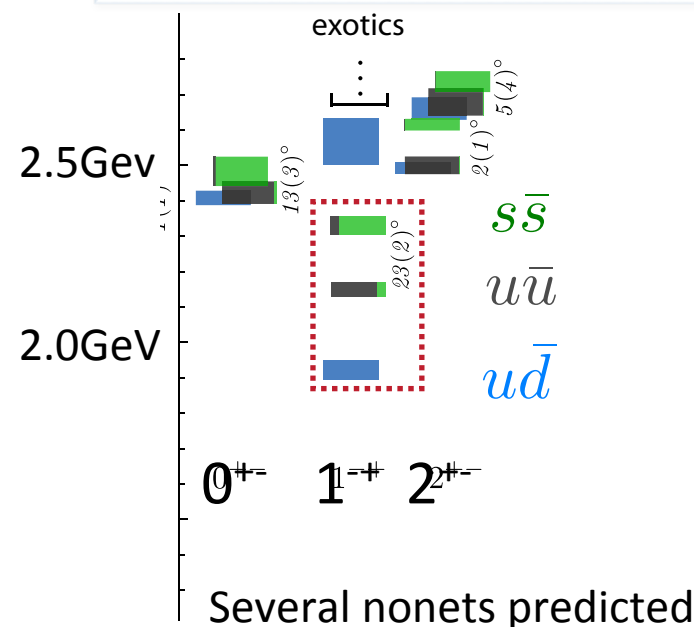 exotics
2.5Gev
13(3)°
23(2)°
2(1)°
5(4)°
ss̄
uū
2.0GeV
ud̄
0⁺⁻ 1⁻⁺ 2⁺⁻
Several nonets predicted